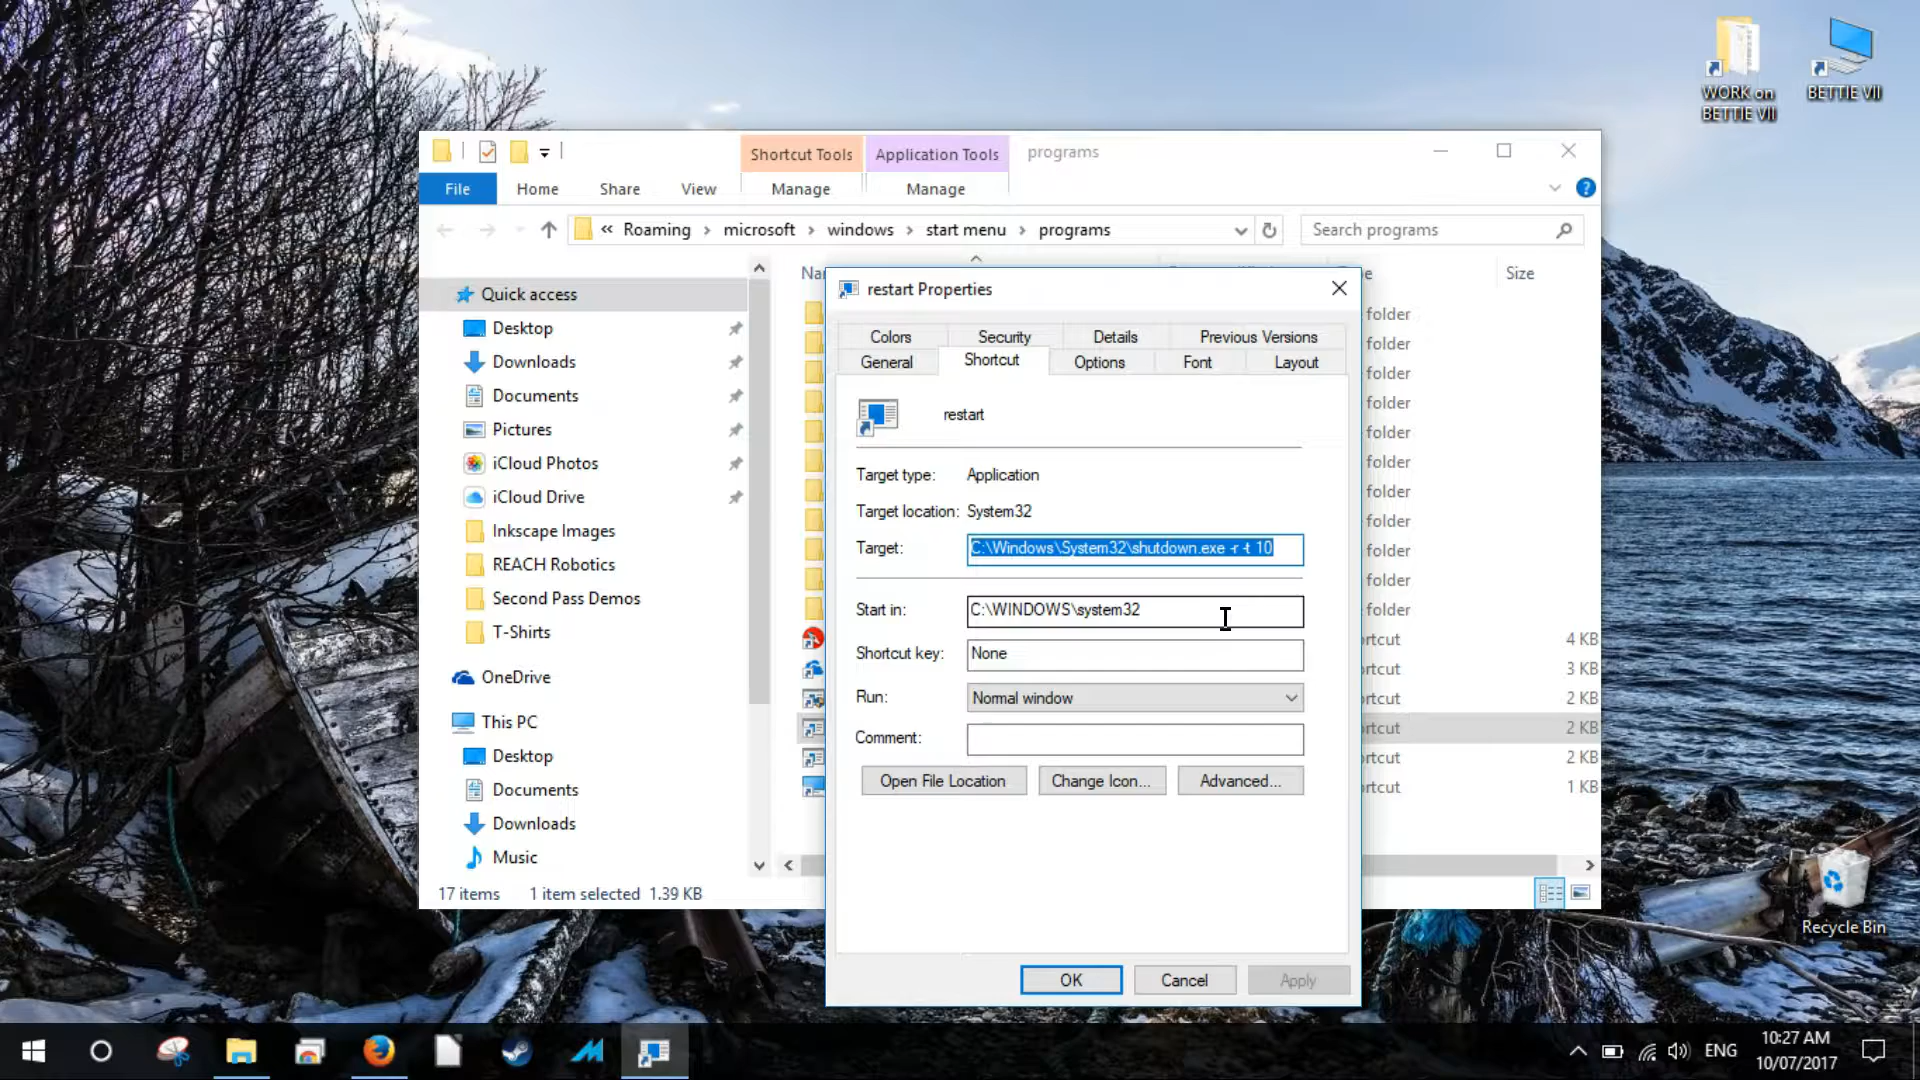 WORK on
BETTIE VII
BETTIE VII
Shortcut Tools
Application Tools
programs
File
Home
Share
View
Manage
Manage
« Roaming › microsoft › windows › start menu › programs
Search programs
Size
Quick access
Desktop
Downloads
Documents
Pictures
iCloud Photos
iCloud Drive
Inkscape Images
REACH Robotics
Second Pass Demos
T-Shirts
OneDrive
This PC
Desktop
Documents
Downloads
Music
folder
folder
folder
folder
folder
folder
folder
folder
folder
folder
folder
rtcut 4 KB
rtcut 3 KB
rtcut 2 KB
rtcut 2 KB
rtcut 2 KB
rtcut 1 KB
17 items 1 item selected 1.39 KB
restart Properties
Colors Security Details Previous Versions
General Shortcut Options Font Layout
restart
Target type: Application
Target location: System32
Target: C:\Windows\System32\shutdown.exe -r -t 10
Start in: C:\WINDOWS\system32
Shortcut key: None
Run: Normal window
Comment:
Open File Location Change Icon... Advanced...
OK Cancel Apply
Recycle Bin
ENG
10:27 AM
10/07/2017